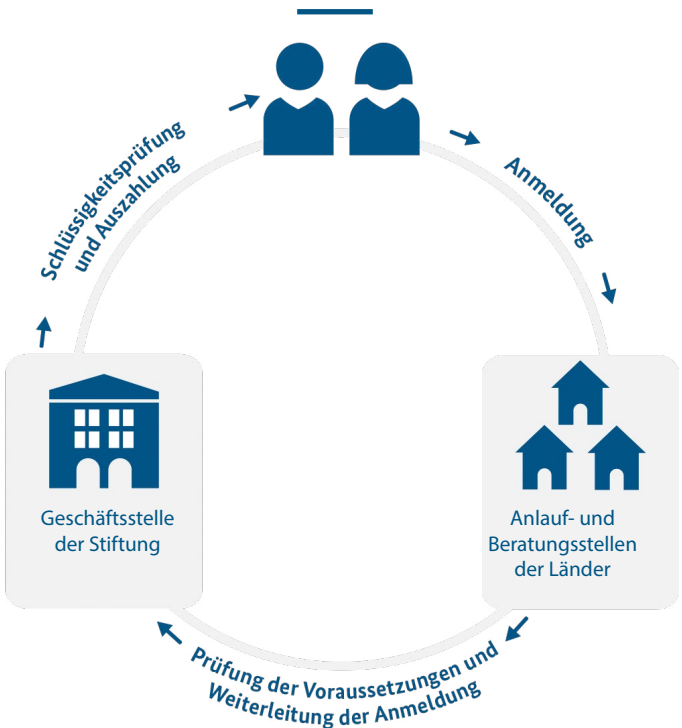 Anmeldung
Anlauf- und
Beratungsstellen
der Länder
Prüfung der Voraussetzungen und
Weiterleitung der Anmeldung
Geschäftsstelle
der Stiftung
Schlüssigkeitsprüfung
und Auszahlung